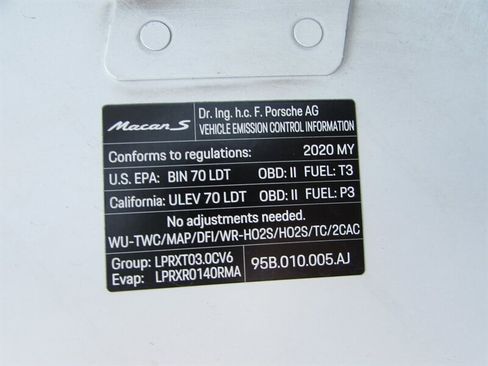 Macan S
Dr. Ing. h.c. F. Porsche AG
VEHICLE EMISSION CONTROL INFORMATION
Conforms to regulations: 2020 MY
U.S. EPA: BIN 70 LDT OBD: II FUEL: T3
California: ULEV 70 LDT OBD: II FUEL: P3
No adjustments needed.
WU-TWC/MAP/DFI/WR-HO2S/HO2S/TC/2CAC
Group: LPRXT03.0CV6
Evap: LPRXR0140RMA
95B.010.005.AJ